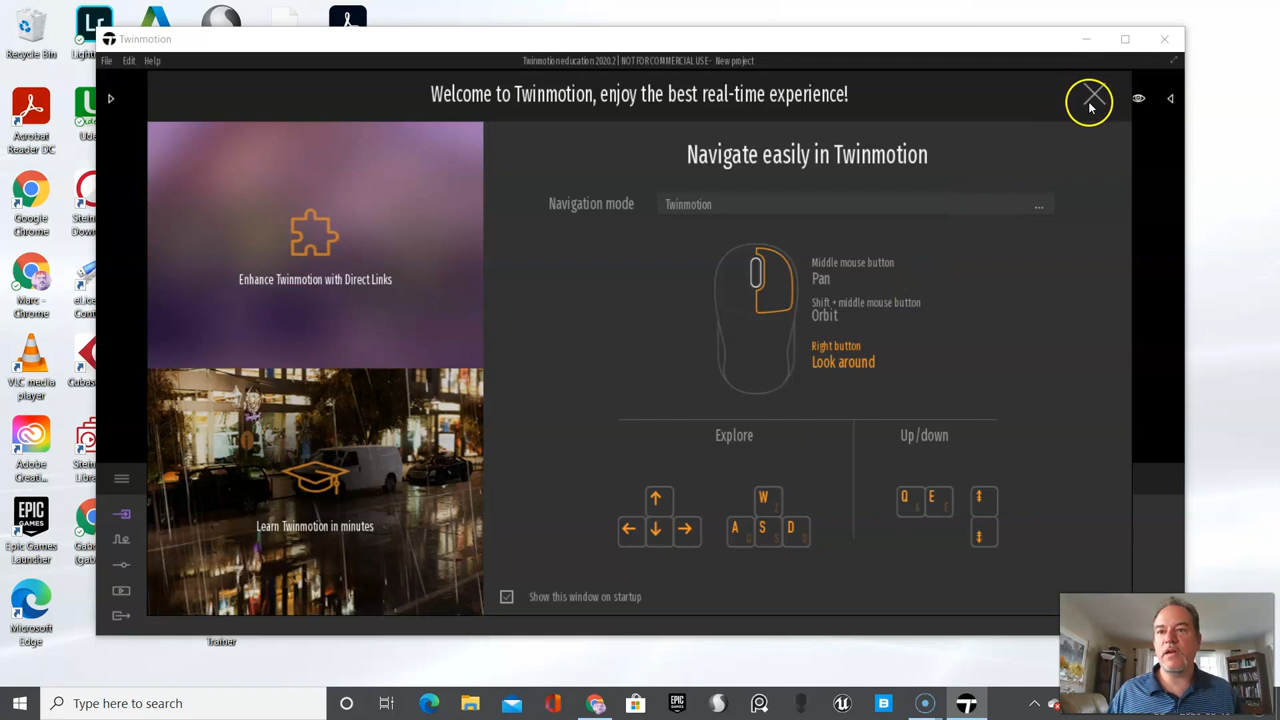 Recycle Bin
Acrobat
Reader DC
Google
Chrome
Marc -
Chrome
VLC media
player
Adobe
Creati...
Epic Games
Launcher
Microsoft
Edge
Trainer
Twinmotion
File Edit Help
Twinmotion education 2020.2 | NOT FOR COMMERCIAL USE - New project
Welcome to Twinmotion, enjoy the best real-time experience!
Enhance Twinmotion with Direct Links
Learn Twinmotion in minutes
Navigate easily in Twinmotion
Navigation mode Twinmotion ...
Middle mouse button
Pan
Shift + middle mouse button
Orbit
Right button
Look around
Explore Up/down
W Q E
A S D
Show this window on startup
Type here to search